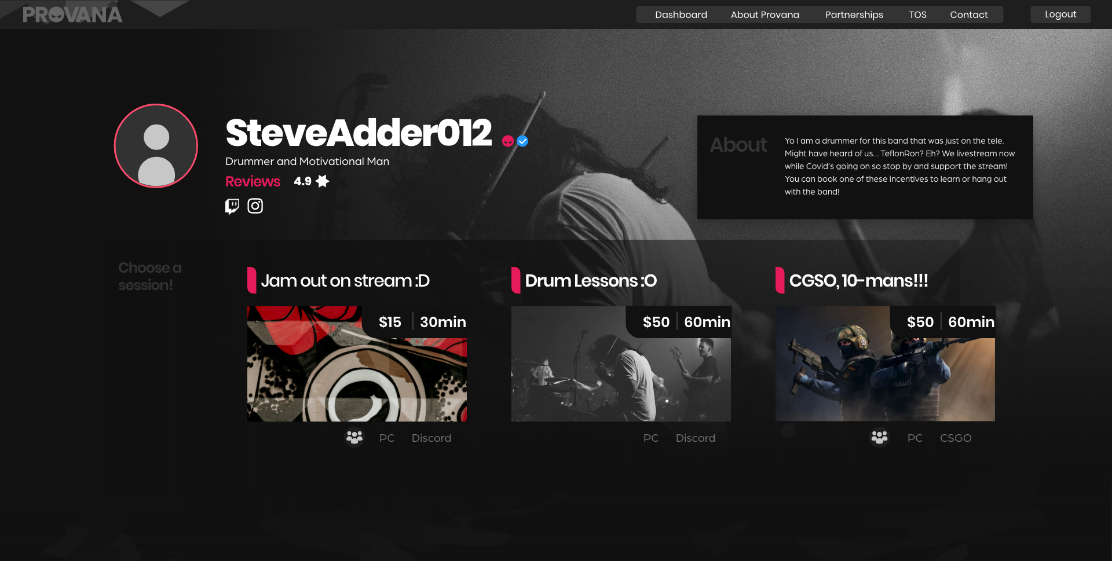 PROVANA
Dashboard About Provana Partnerships TOS Contact Logout
SteveAdder012
Drummer and Motivational Man
Reviews 4.9
About
Yo I am a drummer for this band that was just on the tele.
Might have heard of us... TeflonRon? Eh? We livestream now
while Covid's going on so stop by and support the stream!
You can book one of these incentives to learn or hang out
with the band!
Choose a
session!
Jam out on stream :D
$15 30min
PC Discord
Drum Lessons :O
$50 60min
PC Discord
CGSO, 10-mans!!!
$50 60min
PC CSGO